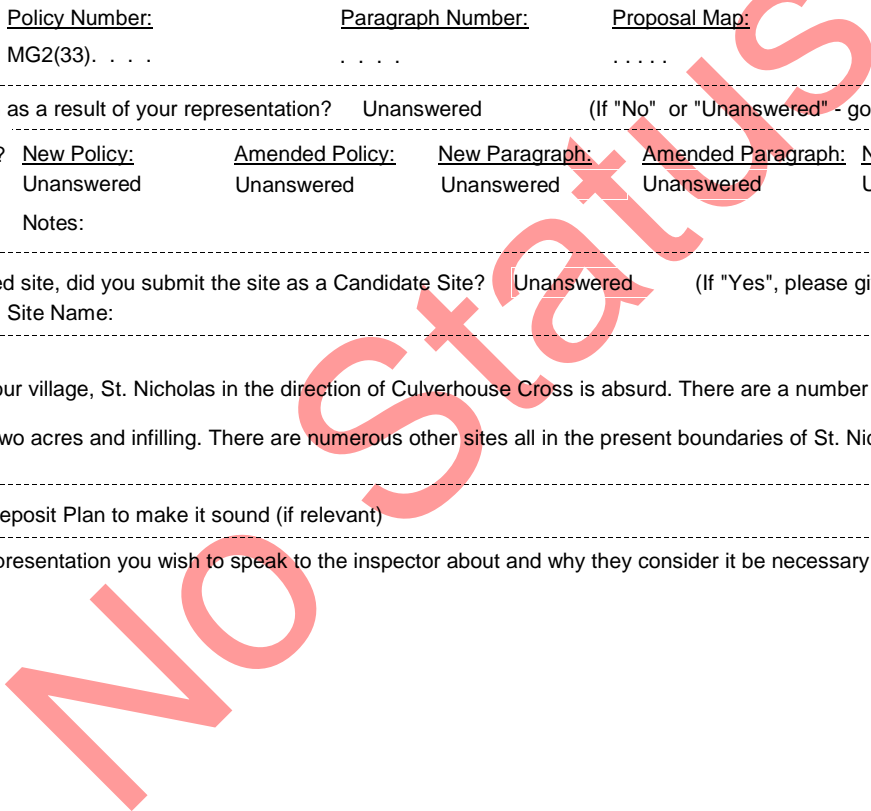 Policy Number: Paragraph Number: Proposal Map:
MG2(33). . . . . . . . . . . . .
as a result of your representation? Unanswered (If "No" or "Unanswered" - go
? New Policy: Amended Policy: New Paragraph: Amended Paragraph: N
Unanswered Unanswered Unanswered Unanswered U
Notes:
ed site, did you submit the site as a Candidate Site? Unanswered (If "Yes", please gi
Site Name:
our village, St. Nicholas in the direction of Culverhouse Cross is absurd. There are a number
wo acres and infilling. There are numerous other sites all in the present boundaries of St. Nic
eposit Plan to make it sound (if relevant)
presentation you wish to speak to the inspector about and why they consider it be necessary
No Status